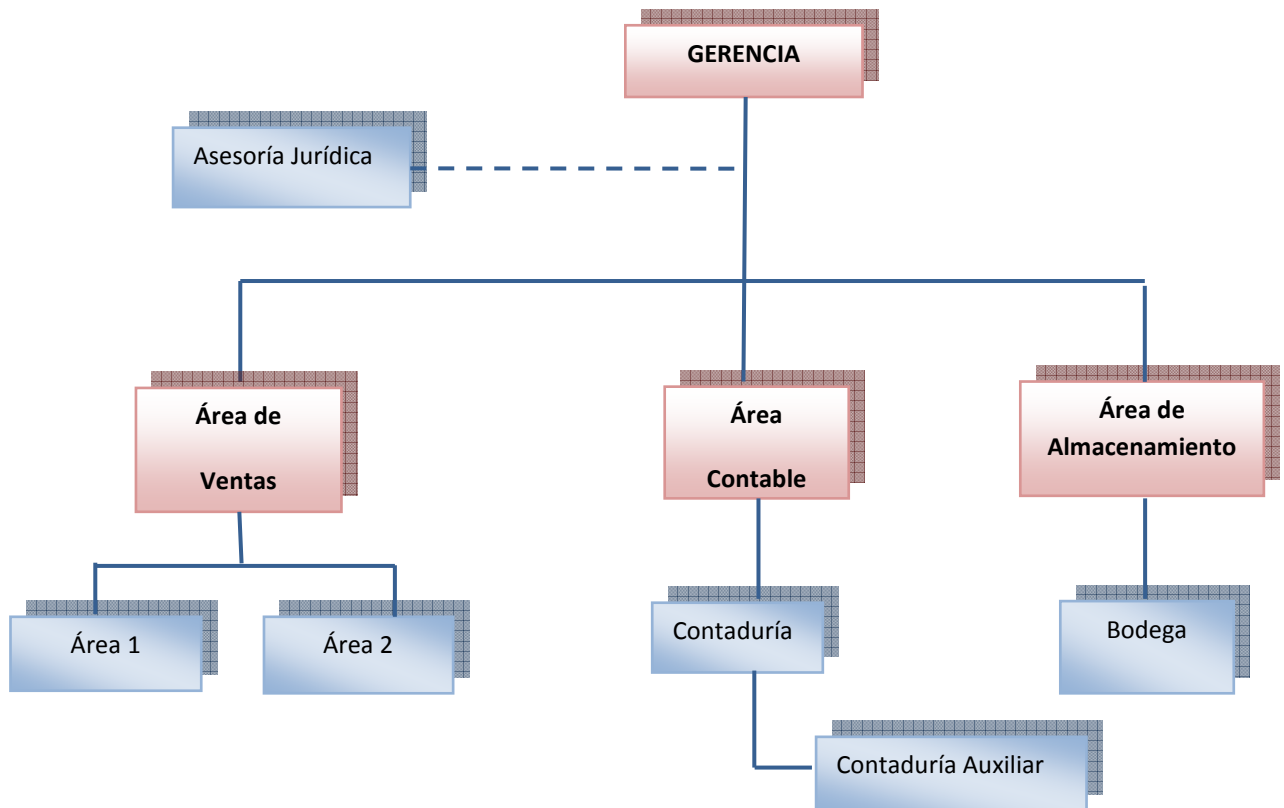 GERENCIA
Asesoría Jurídica
Área de
Ventas
Área
Contable
Área de
Almacenamiento
Área 1
Área 2
Contaduría
Bodega
Contaduría Auxiliar